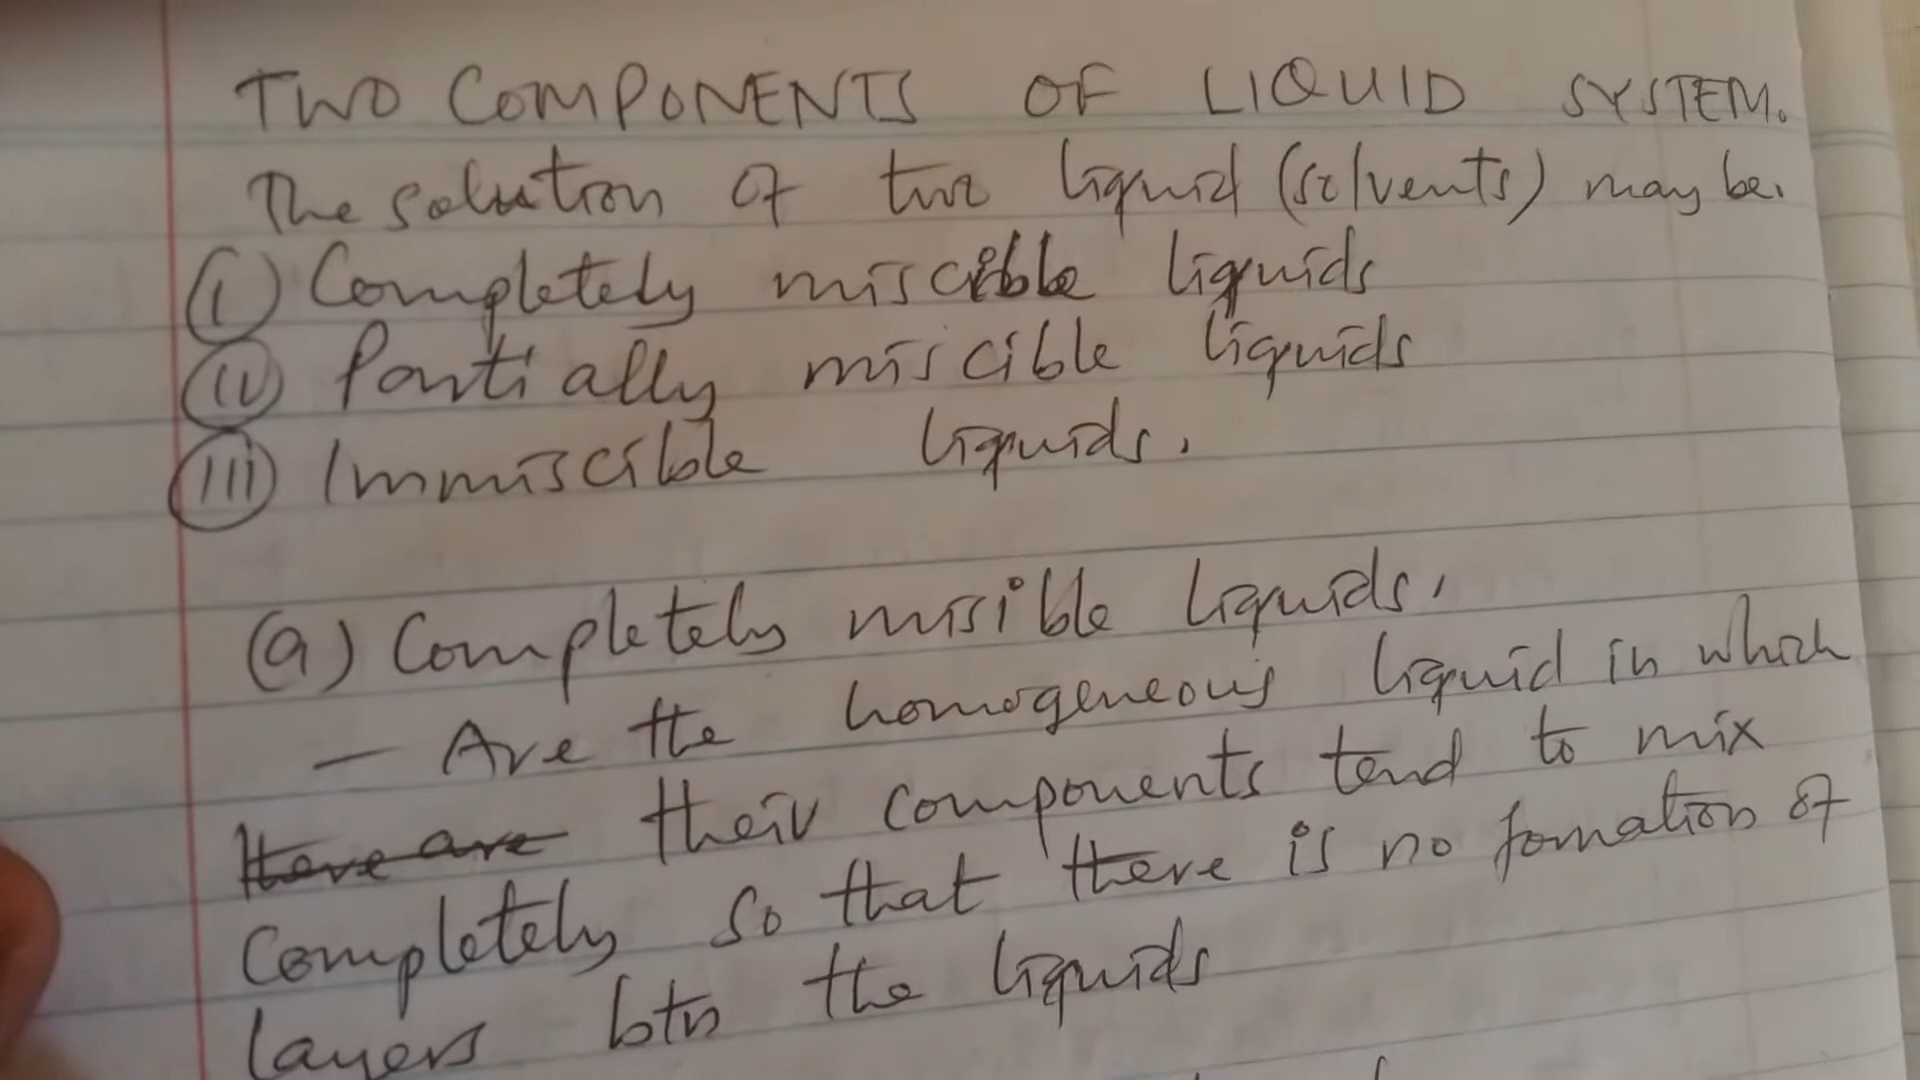 TWO COMPONENTS OF LIQUID SYSTEM.
The solution of two liquid (solvents) may be.
(i) Completely miscible liquids
(ii) Partially miscible liquids
(iii) Immiscible liquids.
(a) Completely misible liquids.
- Are the homogeneous liquid in which
Here are their components tend to mix
Completely so that there is no formation of
layers btn the liquids